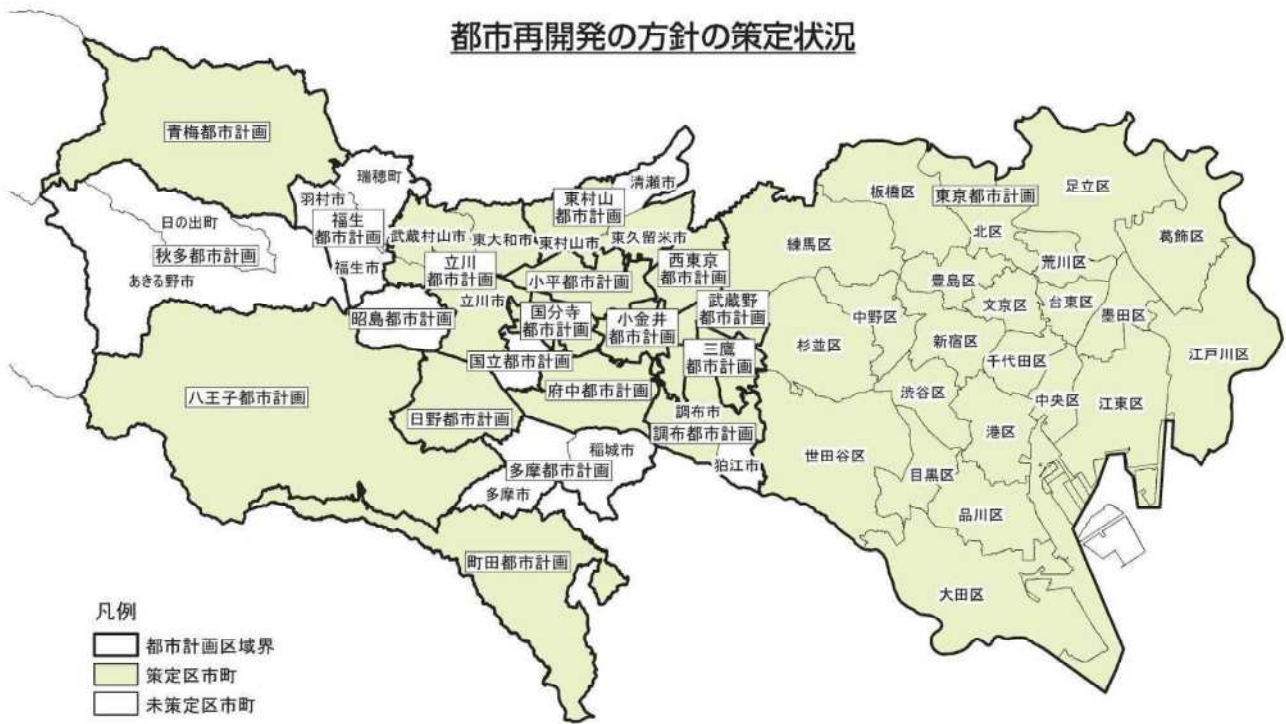 都市再開発の方針の策定状況
青梅都市計画
瑞穂町
羽村市
福生
都市計画
福生市
日の出町
秋多都市計画
あきる野市
昭島都市計画
八王子都市計画
武蔵村山市
東大和市
立川
都市計画
立川市
東村山
都市計画
東村山市
清瀬市
東久留米市
小平都市計画
西東京
都市計画
国分寺
都市計画
小金井
都市計画
武蔵野
都市計画
三鷹
都市計画
国立都市計画
府中都市計画
日野都市計画
調布市
調布都市計画
狛江市
稲城市
多摩都市計画
多摩市
町田都市計画
板橋区
東京都市計画
足立区
北区
練馬区
葛飾区
荒川区
豊島区
文京区
台東区
墨田区
中野区
杉並区
新宿区
千代田区
江戸川区
渋谷区
中央区
江東区
港区
世田谷区
目黒区
品川区
大田区
凡例
都市計画区域界
策定区市町
未策定区市町